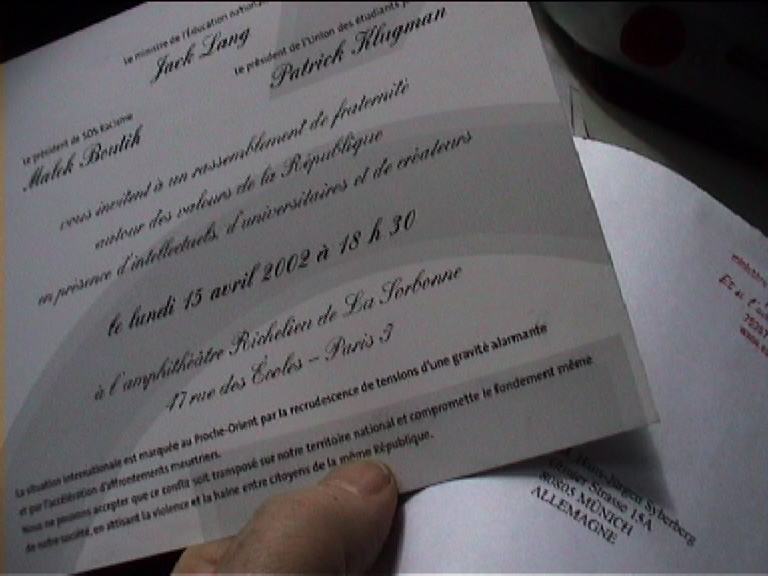 Le ministre de l'Éducation nation
Jack Lang
Le président de l'Union des étudiants
Patrick Klugman
Le président de SOS Racisme
Malek Boutih
vous invitent à un rassemblement de fraternité
autour des valeurs de la République
en présence d'intellectuels, d'universitaires et de créateurs
le lundi 15 avril 2002 à 18 h 30
à l'amphithéâtre Richelieu de La Sorbonne
47 rue des Écoles – Paris 5
La situation internationale est marquée au Proche-Orient par la recrudescence de tensions d'une gravité alarmante
et par l'accélération d'affrontements meurtriers.
Nous ne pouvons accepter que ce conflit soit transposé sur notre territoire national et compromette le fondement même
de notre société, en attisant la violence et la haine entre citoyens de la même République.
Hans-Jürgen Syberberg
Strasse 15A
80805 MÜNICH
ALLEMAGNE